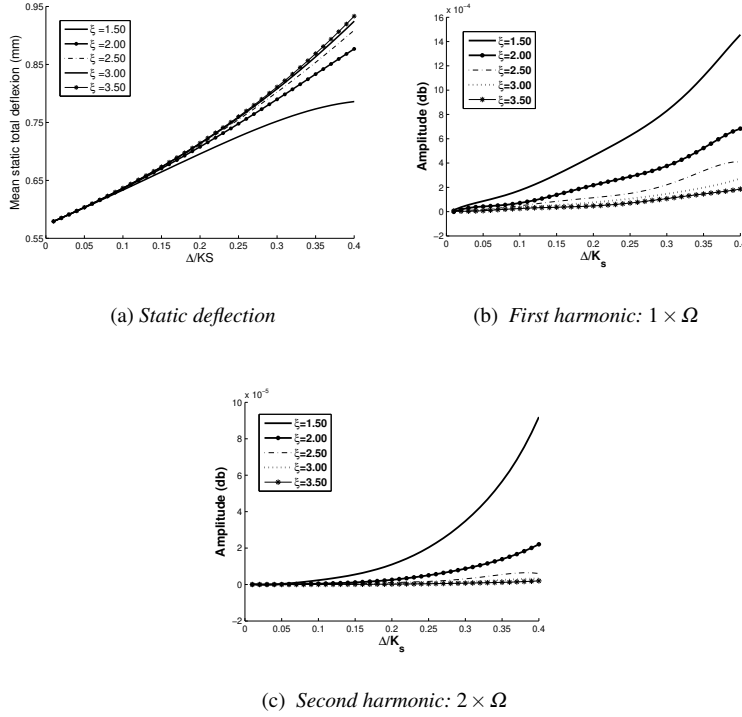 0.95
0.85
0.75
0.65
0.55
Mean static total deflexion (mm)
ξ =1.50
ξ =2.00
ξ =2.50
ξ =3.00
ξ =3.50
0 0.05 0.1 0.15 0.2 0.25 0.3 0.35 0.4
Δ/KS
(a) Static deflection
x 10⁻⁴
16
14
12
10
8
6
4
2
0
−2
Amplitude (db)
ξ=1.50
ξ=2.00
ξ=2.50
ξ=3.00
ξ=3.50
0 0.05 0.1 0.15 0.2 0.25 0.3 0.35 0.4
Δ/Kₛ
(b) First harmonic: 1 × Ω
x 10⁻⁵
10
8
6
4
2
0
−2
Amplitude (db)
ξ=1.50
ξ=2.00
ξ=2.50
ξ=3.00
ξ=3.50
0 0.05 0.1 0.15 0.2 0.25 0.3 0.35 0.4
Δ/Kₛ
(c) Second harmonic: 2 × Ω